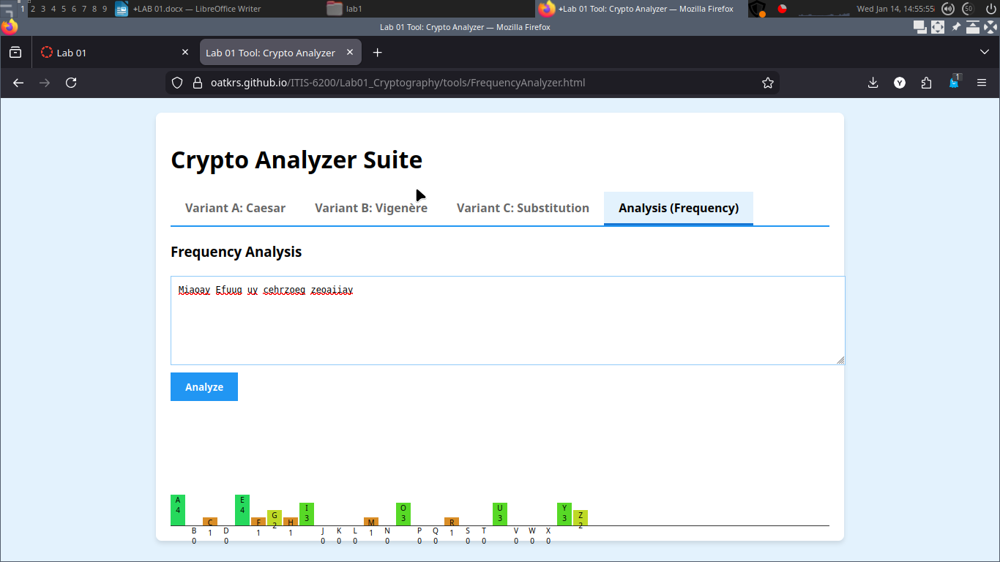 1 2 3 4 5 6 7 8 9 +LAB 01.docx — LibreOffice Writer lab1 +Lab 01 Tool: Crypto Analyzer — Mozilla Firefox Wed Jan 14, 14:55:55 50
Lab 01 Tool: Crypto Analyzer — Mozilla Firefox
Lab 01 Lab 01 Tool: Crypto Analyzer
oatkrs.github.io/ITIS-6200/Lab01_Cryptography/tools/FrequencyAnalyzer.html Y 1
Crypto Analyzer Suite
Variant A: Caesar Variant B: Vigenère Variant C: Substitution Analysis (Frequency)
Frequency Analysis
Miaoay Efuug uy cehrzoeg zeoaiiay
Analyze
A E I O U Y Z
4 4 G 3 3 3 3 2
C F 2 H M R
B 1 D 1 1 J K L 1 N P Q 1 S T V W X
0 0 0 0 0 0 0 0 0 0 0 0 0